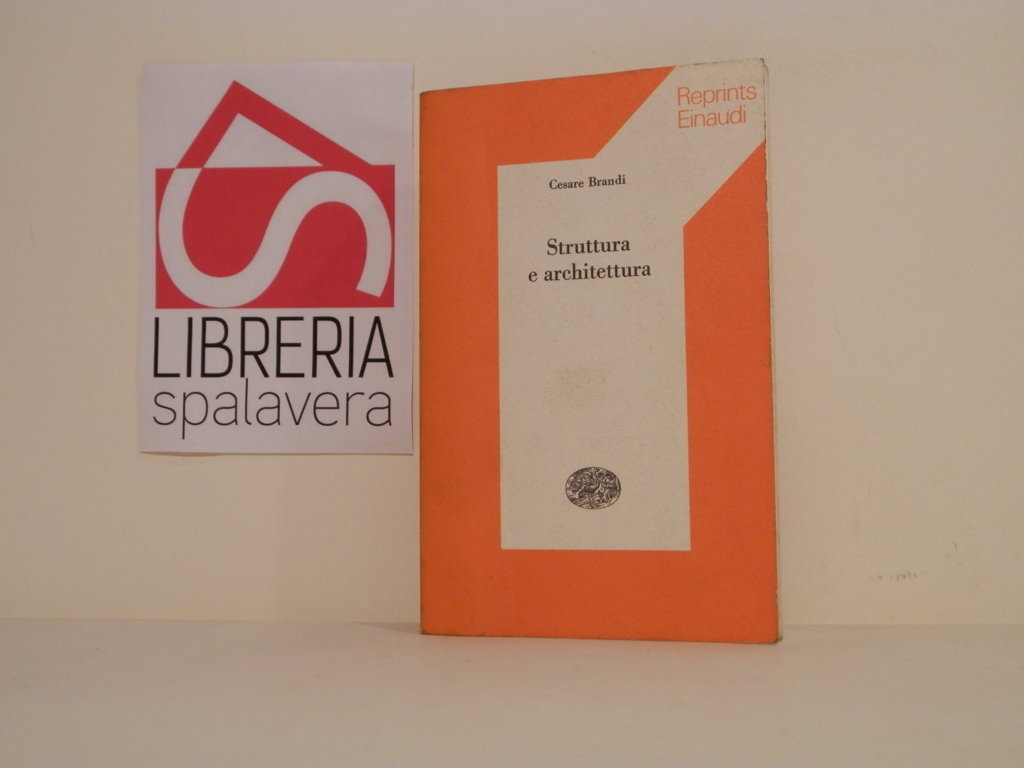 LIBRERIA
spalavera
Reprints
Einaudi
Cesare Brandi
Struttura
e architettura